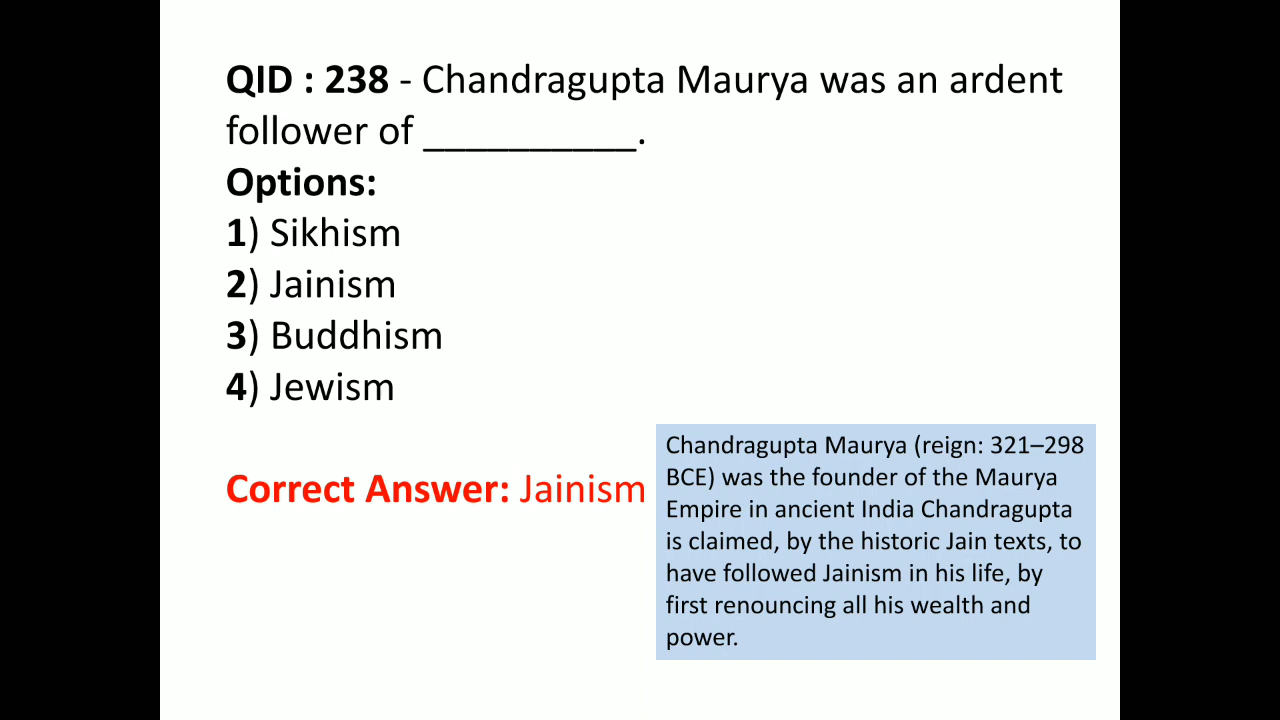 QID : 238 - Chandragupta Maurya was an ardent
follower of __________.
Options:
1) Sikhism
2) Jainism
3) Buddhism
4) Jewism
Correct Answer: Jainism
Chandragupta Maurya (reign: 321–298
BCE) was the founder of the Maurya
Empire in ancient India Chandragupta
is claimed, by the historic Jain texts, to
have followed Jainism in his life, by
first renouncing all his wealth and
power.